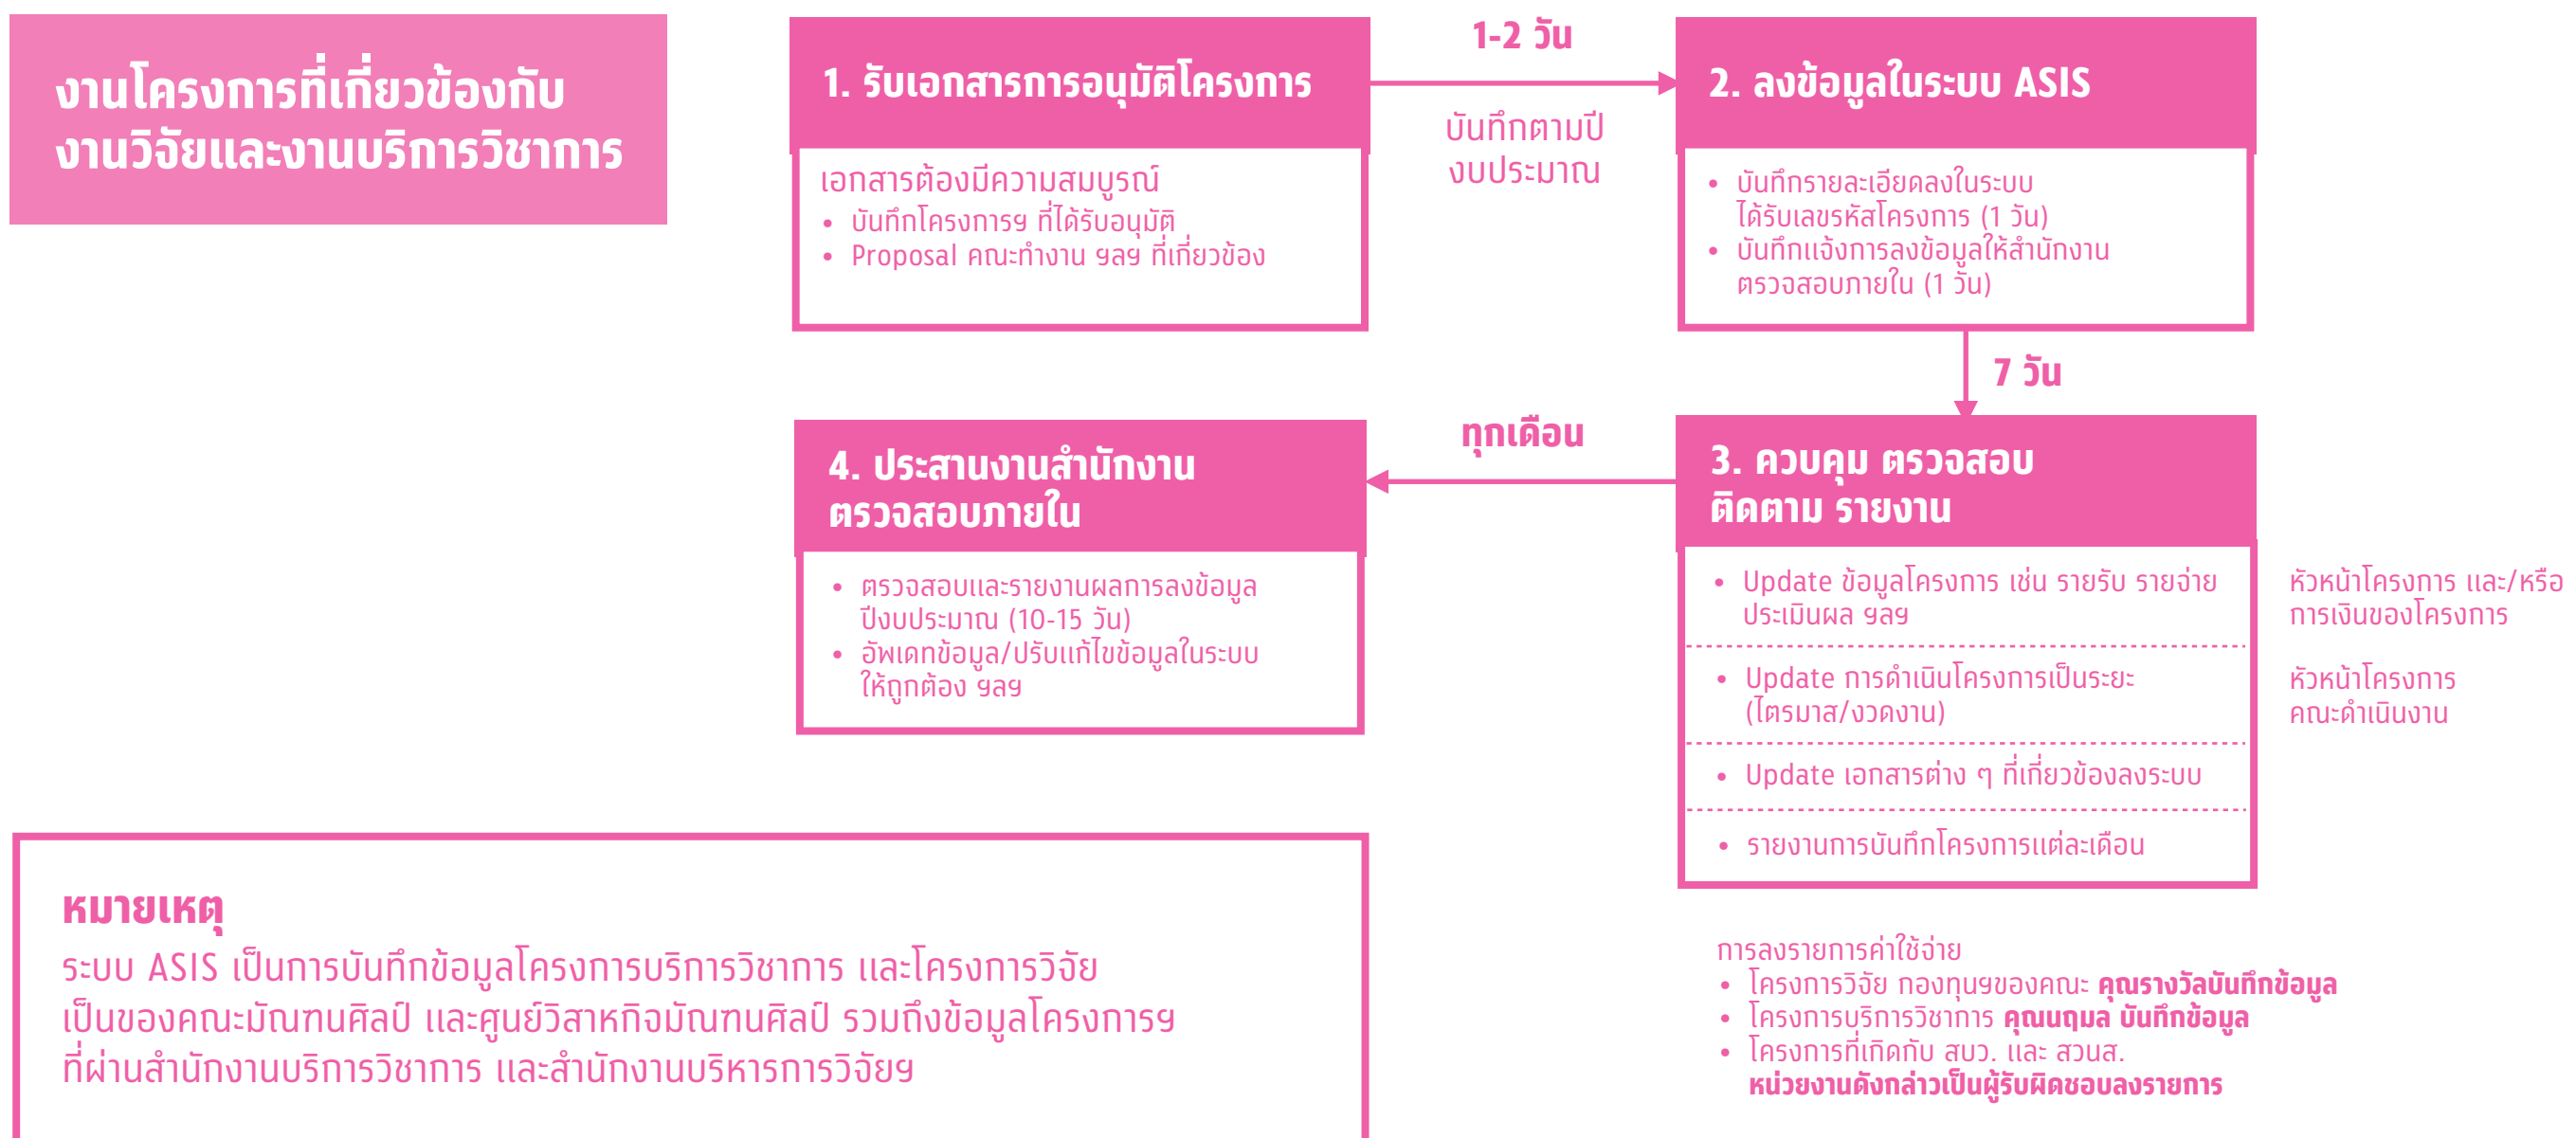 งานโครงการที่เกี่ยวข้องกับ
งานวิจัยและงานบริการวิชาการ
1. รับเอกสารการอนุมัติโครงการ
เอกสารต้องมีความสมบูรณ์
• บันทึกโครงการฯ ที่ได้รับอนุมัติ
• Proposal คณะทำงาน ฯลฯ ที่เกี่ยวข้อง
1-2 วัน
บันทึกตามปี
งบประมาณ
2. ลงข้อมูลในระบบ ASIS
• บันทึกรายละเอียดลงในระบบ
ได้รับเลขรหัสโครงการ (1 วัน)
• บันทึกแจ้งการลงข้อมูลให้สำนักงาน
ตรวจสอบภายใน (1 วัน)
7 วัน
3. ควบคุม ตรวจสอบ
ติดตาม รายงาน
• Update ข้อมูลโครงการ เช่น รายรับ รายจ่าย
ประเมินผล ฯลฯ
หัวหน้าโครงการ และ/หรือ
การเงินของโครงการ
• Update การดำเนินโครงการเป็นระยะ
(ไตรมาส/งวดงาน)
หัวหน้าโครงการ
คณะดำเนินงาน
• Update เอกสารต่าง ๆ ที่เกี่ยวข้องลงระบบ
• รายงานการบันทึกโครงการแต่ละเดือน
ทุกเดือน
4. ประสานงานสำนักงาน
ตรวจสอบภายใน
• ตรวจสอบและรายงานผลการลงข้อมูล
ปีงบประมาณ (10-15 วัน)
• อัพเดทข้อมูล/ปรับแก้ไขข้อมูลในระบบ
ให้ถูกต้อง ฯลฯ
การลงรายการค่าใช้จ่าย
• โครงการวิจัย กองทุนฯของคณะ คุณรางวัลบันทึกข้อมูล
• โครงการบริการวิชาการ คุณนฤมล บันทึกข้อมูล
• โครงการที่เกิดกับ สบว. และ สวนส.
หน่วยงานดังกล่าวเป็นผู้รับผิดชอบลงรายการ
หมายเหตุ
ระบบ ASIS เป็นการบันทึกข้อมูลโครงการบริการวิชาการ และโครงการวิจัย
เป็นของคณะมัณฑนศิลป์ และศูนย์วิสาหกิจมัณฑนศิลป์ รวมถึงข้อมูลโครงการฯ
ที่ผ่านสำนักงานบริการวิชาการ และสำนักงานบริหารการวิจัยฯ